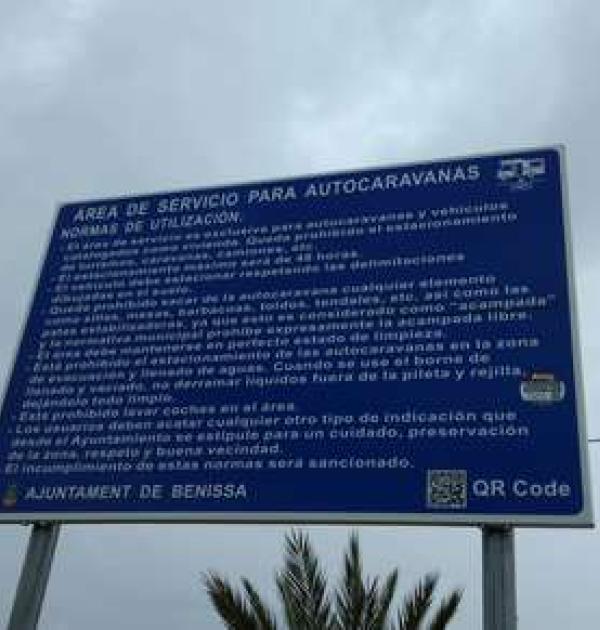 AREA DE SERVICIO PARA AUTOCARAVANAS
NORMAS DE UTILIZACIÓN.
- El área de servicio es exclusiva para autocaravanas y vehículos
catalogados como vivienda. Queda prohibido el estacionamiento
de turismos, caravanas, camiones, etc.
- El estacionamiento máximo será de 48 horas.
- El vehículo debe estacionar respetando las delimitaciones
dibujadas en el suelo.
- Queda prohibido sacar de la autocaravana cualquier elemento
como sillas, mesas, barbacoas, toldos, tendales, etc. así como las
patas estabilizadoras, ya que esto es considerado como "acampada"
y la normativa municipal prohíbe expresamente la acampada libre.
- El área debe mantenerse en perfecto estado de limpieza.
- Está prohibido el estacionamiento de las autocaravanas en la zona
de evacuación y llenado de aguas. Cuando se use el borne de
llenado y vaciado, no derramar líquidos fuera de la pileta y rejilla,
dejándolo todo limpio.
- Está prohibido lavar coches en el área.
- Los usuarios deben acatar cualquier otro tipo de indicación que
desde el Ayuntamiento se estipule para un cuidado, preservación
de la zona, respeto y buena vecindad.
El incumplimiento de estas normas será sancionado.
AJUNTAMENT DE BENISSA
QR Code